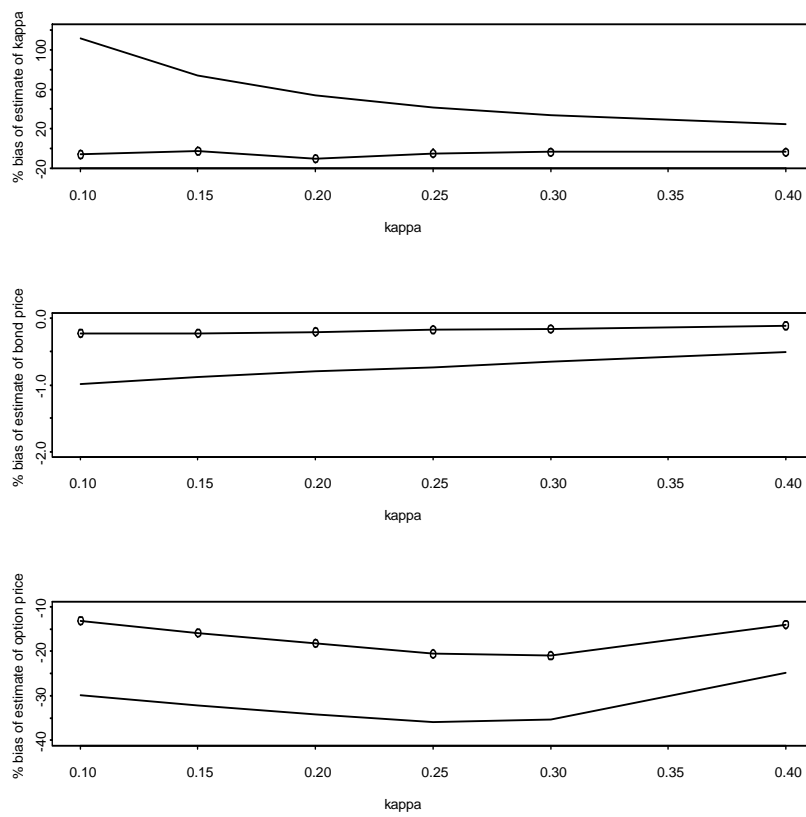 % bias of estimate of kappa
100
60
20
-20
0.10 0.15 0.20 0.25 0.30 0.35 0.40
kappa
% bias of estimate of bond price
0.0
-1.0
-2.0
0.10 0.15 0.20 0.25 0.30 0.35 0.40
kappa
% bias of estimate of option price
-10
-20
-30
-40
0.10 0.15 0.20 0.25 0.30 0.35 0.40
kappa